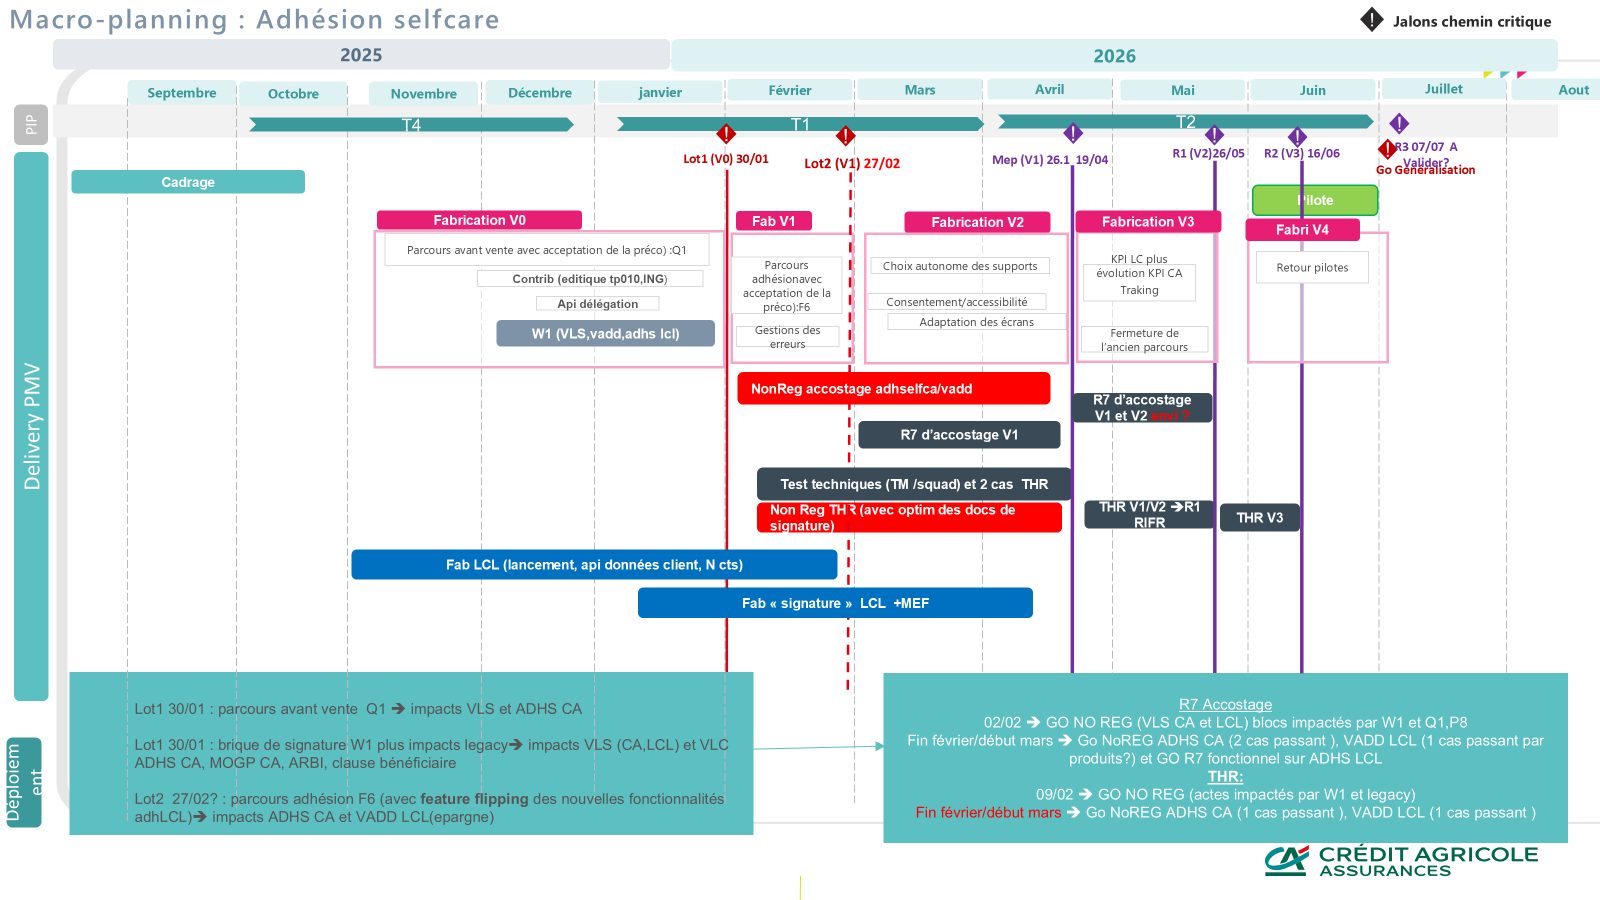 Macro-planning : Adhésion selfcare
Jalons chemin critique
2025
2026
Septembre
Octobre
Novembre
Décembre
janvier
Février
Mars
Avril
Mai
Juin
Juillet
Aout
PIP
T4
T1
T2
Lot1 (V0) 30/01
Lot2 (V1) 27/02
Mep (V1) 26.1 19/04
R1 (V2)26/05
R2 (V3) 16/06
R3 07/07 A
Valider?
Go Généralisation
Delivery PMV
Cadrage
Pilote
Fabrication V0
Fab V1
Fabrication V2
Fabrication V3
Fabri V4
Parcours avant vente avec acceptation de la préco) :Q1
Contrib (editique tp010,ING)
Api délégation
W1 (VLS,vadd,adhs lcl)
Parcours
adhésionavec
acceptation de la
préco):F6
Gestions des
erreurs
Choix autonome des supports
Consentement/accessibilité
Adaptation des écrans
KPI LC plus
évolution KPI CA
Traking
Fermeture de
l'ancien parcours
Retour pilotes
NonReg accostage adhselfca/vadd
R7 d'accostage
V1 et V2 envi ?
R7 d'accostage V1
Test techniques (TM /squad) et 2 cas THR
Non Reg THR (avec optim des docs de
signature)
THR V1/V2 🡪R1
RIFR
THR V3
Fab LCL (lancement, api données client, N cts)
Fab « signature » LCL +MEF
Déploiem
ent
Lot1 30/01 : parcours avant vente Q1 🡪 impacts VLS et ADHS CA
Lot1 30/01 : brique de signature W1 plus impacts legacy🡪 impacts VLS (CA,LCL) et VLC
ADHS CA, MOGP CA, ARBI, clause bénéficiaire
Lot2 27/02? : parcours adhésion F6 (avec feature flipping des nouvelles fonctionnalités
adhLCL)🡪 impacts ADHS CA et VADD LCL(epargne)
R7 Accostage
02/02 🡪 GO NO REG (VLS CA et LCL) blocs impactés par W1 et Q1,P8
Fin février/début mars 🡪 Go NoREG ADHS CA (2 cas passant ), VADD LCL (1 cas passant par
produits?) et GO R7 fonctionnel sur ADHS LCL
THR:
09/02 🡪 GO NO REG (actes impactés par W1 et legacy)
Fin février/début mars 🡪 Go NoREG ADHS CA (1 cas passant ), VADD LCL (1 cas passant )
CRÉDIT AGRICOLE
ASSURANCES